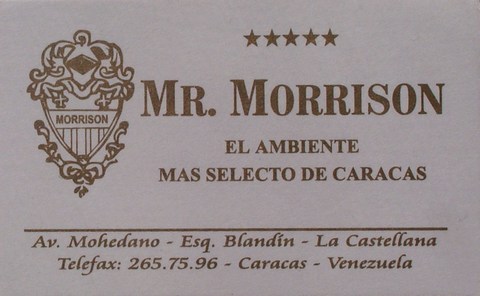 ★★★★★
MORRISON
MR. MORRISON
EL AMBIENTE
MAS SELECTO DE CARACAS
Av. Mohedano - Esq. Blandín - La Castellana
Telefax: 265.75.96 - Caracas - Venezuela